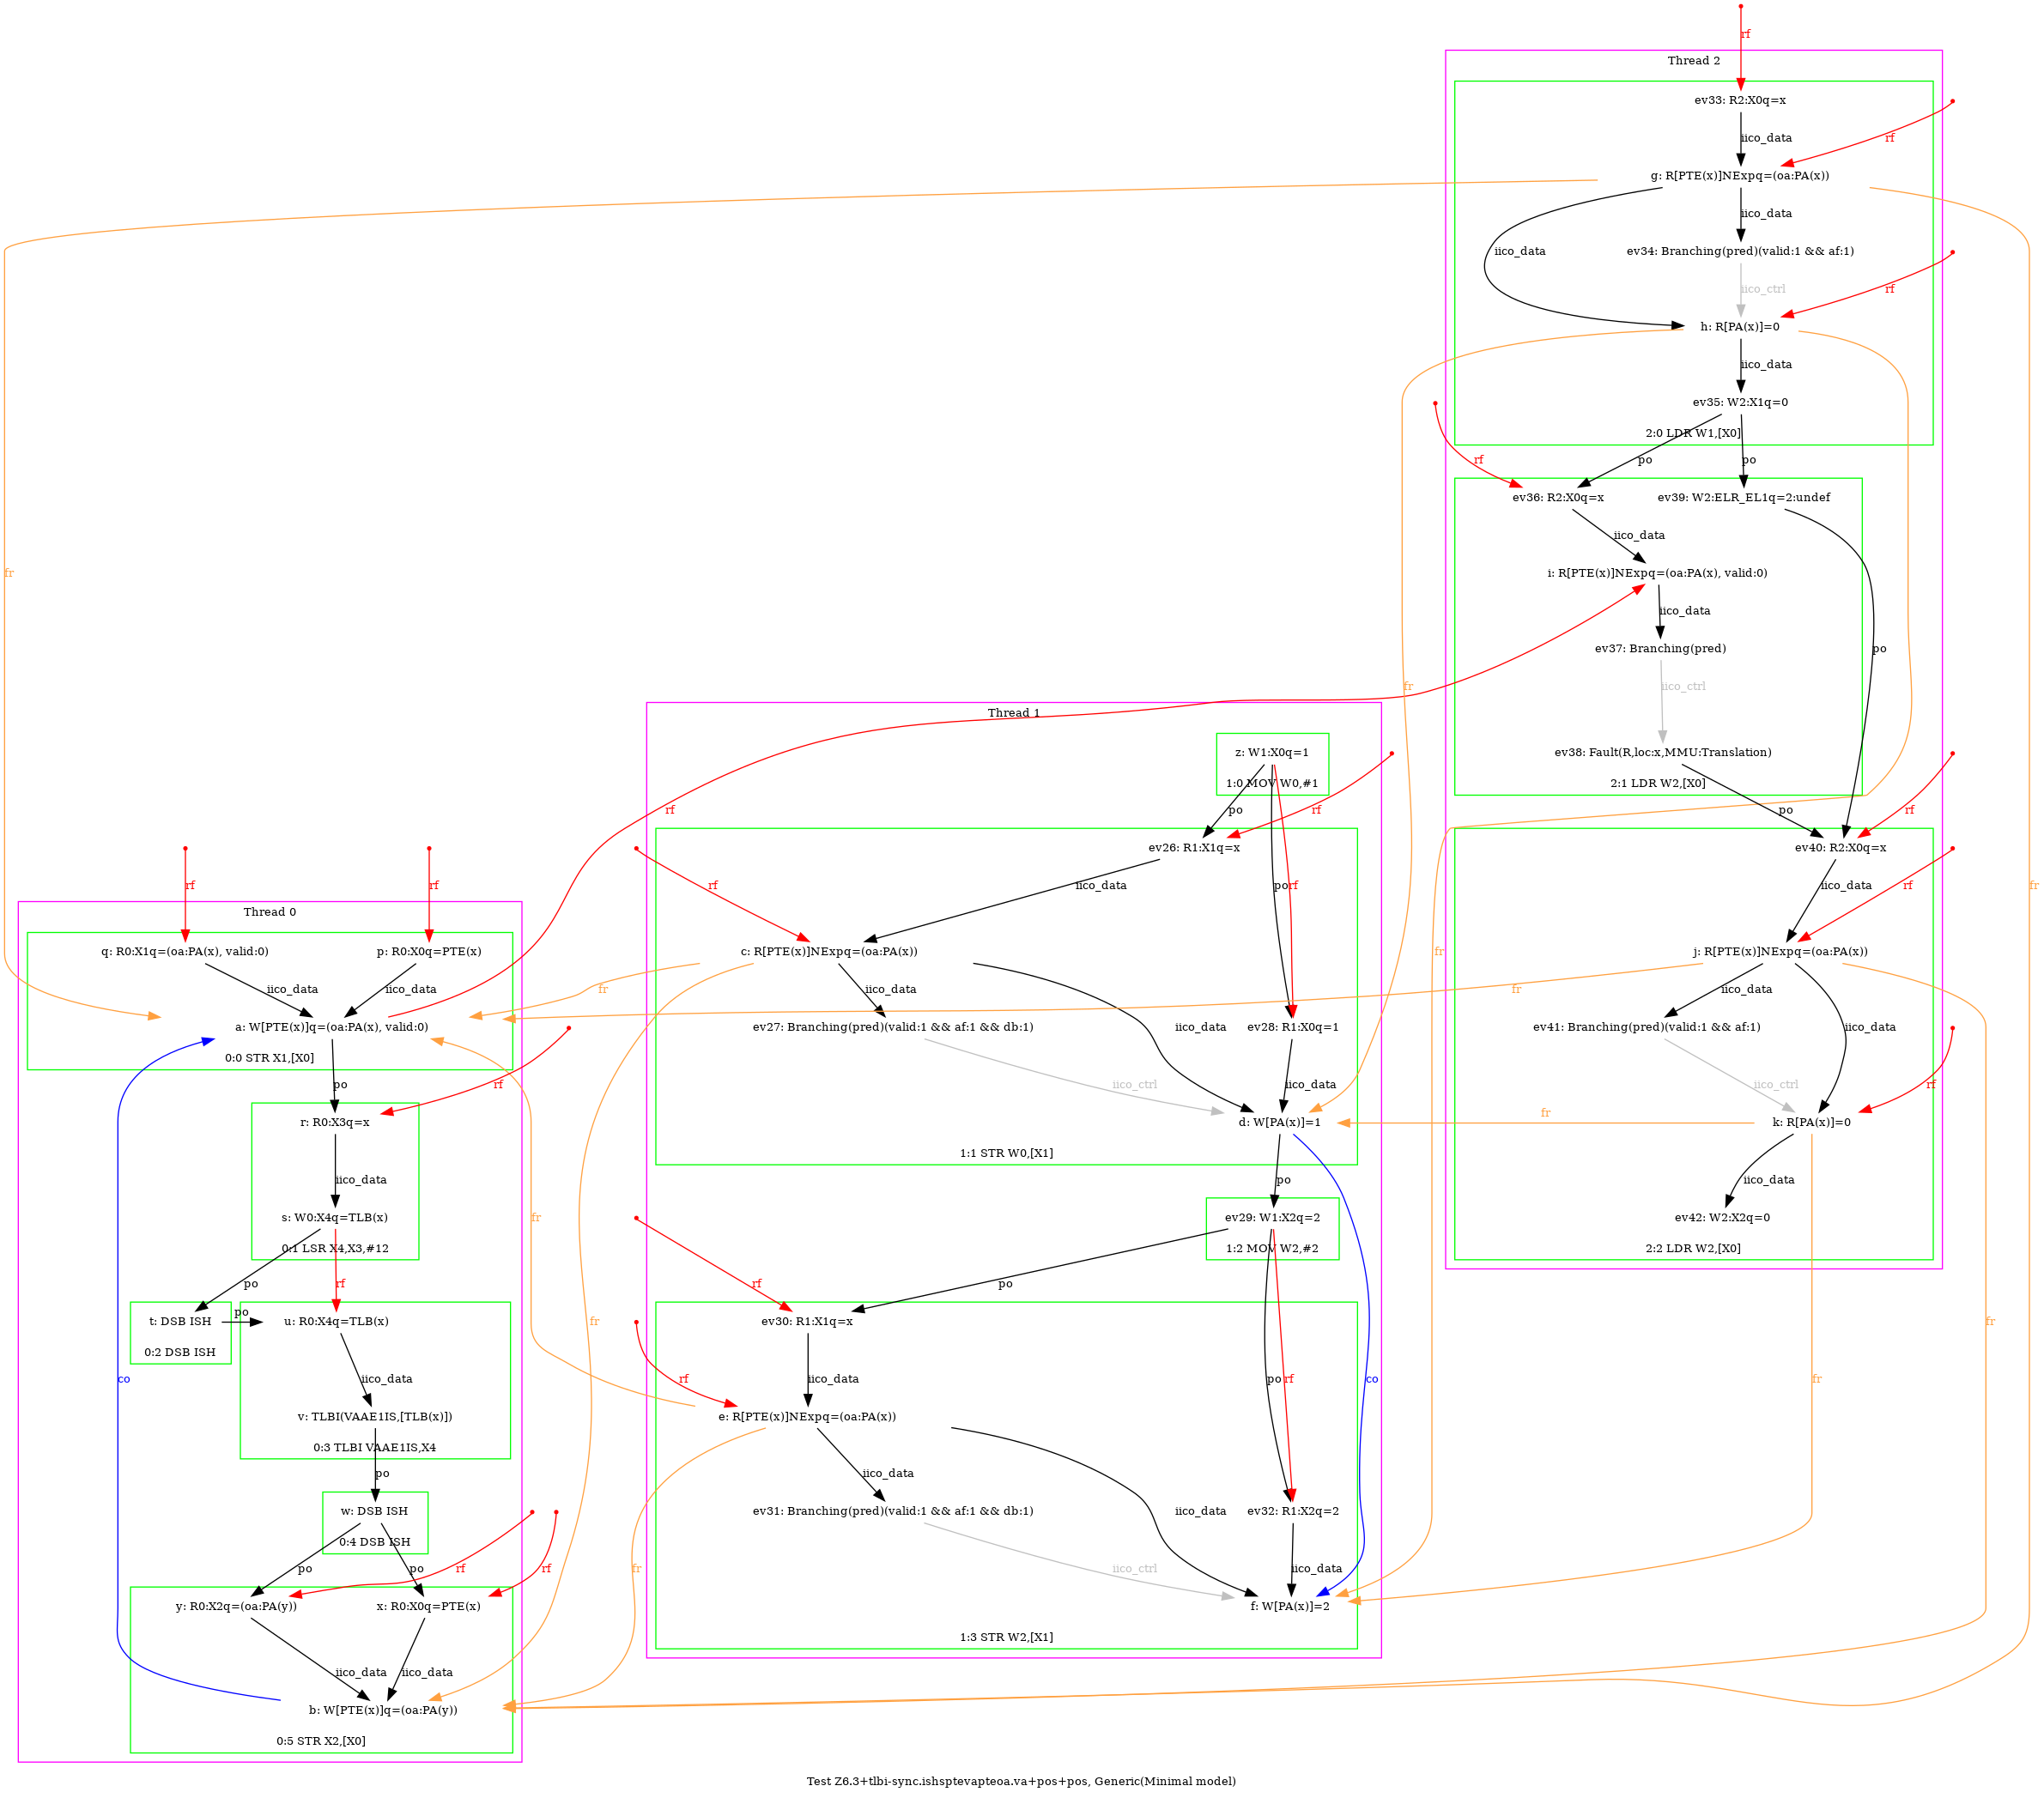 rf
Thread 2
ev33: R2:X0q=x
iico_data
rf
g: R[PTE(x)]NExpq=(oa:PA(x))
iico_data
iico_data
ev34: Branching(pred)(valid:1 && af:1)
iico_ctrl
rf
h: R[PA(x)]=0
iico_data
ev35: W2:X1q=0
2:0 LDR W1,[X0]
rf
po
po
ev36: R2:X0q=x
ev39: W2:ELR_EL1q=2:undef
iico_data
fr
i: R[PTE(x)]NExpq=(oa:PA(x), valid:0)
iico_data
ev37: Branching(pred)
po
iico_ctrl
fr
ev38: Fault(R,loc:x,MMU:Translation)
2:1 LDR W2,[X0]
po
rf
ev40: R2:X0q=x
iico_data
rf
fr
j: R[PTE(x)]NExpq=(oa:PA(x))
iico_data
iico_data
fr
ev41: Branching(pred)(valid:1 && af:1)
iico_ctrl
rf
fr
k: R[PA(x)]=0
iico_data
ev42: W2:X2q=0
2:2 LDR W2,[X0]
fr
fr
fr
Thread 1
z: W1:X0q=1
1:0 MOV W0,#1
po
rf
rf
ev26: R1:X1q=x
rf
iico_data
po
rf
c: R[PTE(x)]NExpq=(oa:PA(x))
fr
iico_data
iico_data
ev27: Branching(pred)(valid:1 && af:1 && db:1)
ev28: R1:X0q=1
iico_ctrl
iico_data
d: W[PA(x)]=1
1:1 STR W0,[X1]
po
ev29: W1:X2q=2
1:2 MOV W2,#2
fr
rf
po
ev30: R1:X1q=x
rf
iico_data
po
rf
co
e: R[PTE(x)]NExpq=(oa:PA(x))
fr
iico_data
iico_data
ev31: Branching(pred)(valid:1 && af:1 && db:1)
ev32: R1:X2q=2
fr
iico_ctrl
iico_data
f: W[PA(x)]=2
1:3 STR W2,[X1]
rf
rf
Thread 0
q: R0:X1q=(oa:PA(x), valid:0)
p: R0:X0q=PTE(x)
iico_data
iico_data
a: W[PTE(x)]q=(oa:PA(x), valid:0)
0:0 STR X1,[X0]
po
rf
r: R0:X3q=x
iico_data
s: W0:X4q=TLB(x)
0:1 LSR X4,X3,#12
po
rf
t: DSB ISH
po
u: R0:X4q=TLB(x)
0:2 DSB ISH
co
iico_data
v: TLBI(VAAE1IS,[TLB(x)])
0:3 TLBI VAAE1IS,X4
po
w: DSB ISH
0:4 DSB ISH
po
po
rf
rf
y: R0:X2q=(oa:PA(y))
x: R0:X0q=PTE(x)
iico_data
iico_data
b: W[PTE(x)]q=(oa:PA(y))
0:5 STR X2,[X0]
Test Z6.3+tlbi-sync.ishsptevapteoa.va+pos+pos, Generic(Minimal model)